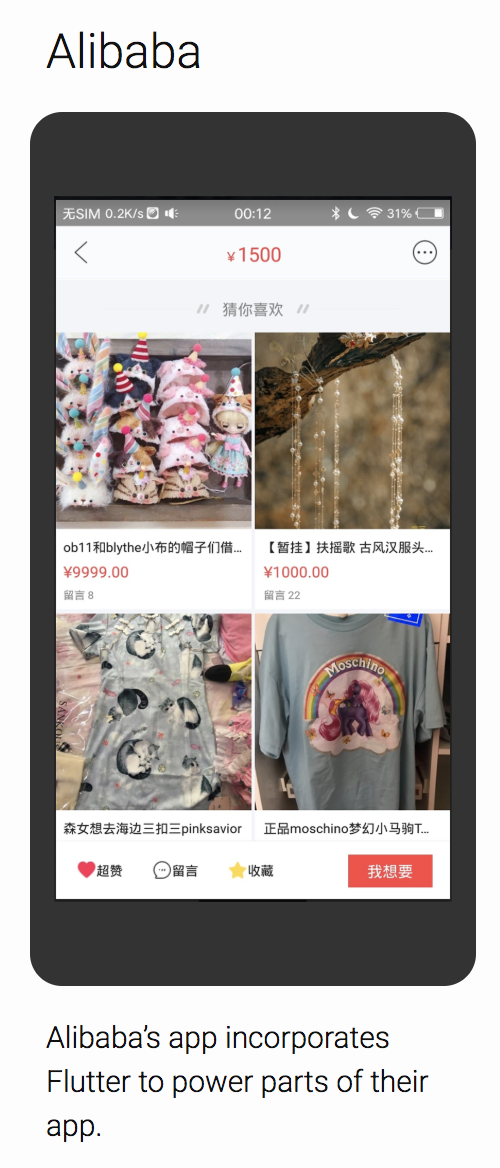 Alibaba
无SIM 0.2K/s 00:12 31%
¥1500
猜你喜欢
ob11和blythe小布的帽子们借...
¥9999.00
留言 8
【暂挂】扶摇歌 古风汉服头...
¥1000.00
留言 22
Moschino
森女想去海边三扣三pinksavior
正品moschino梦幻小马驹T...
超赞 留言 收藏 我想要
Alibaba’s app incorporates
Flutter to power parts of their
app.